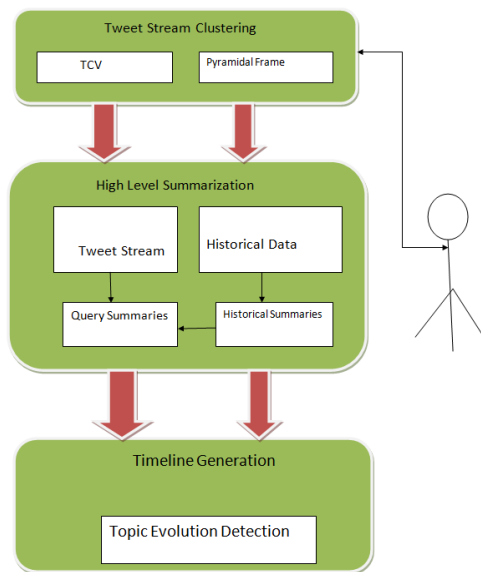 Tweet Stream Clustering
TCV
Pyramidal Frame
High Level Summarization
Tweet Stream
Historical Data
Query Summaries
Historical Summaries
Timeline Generation
Topic Evolution Detection